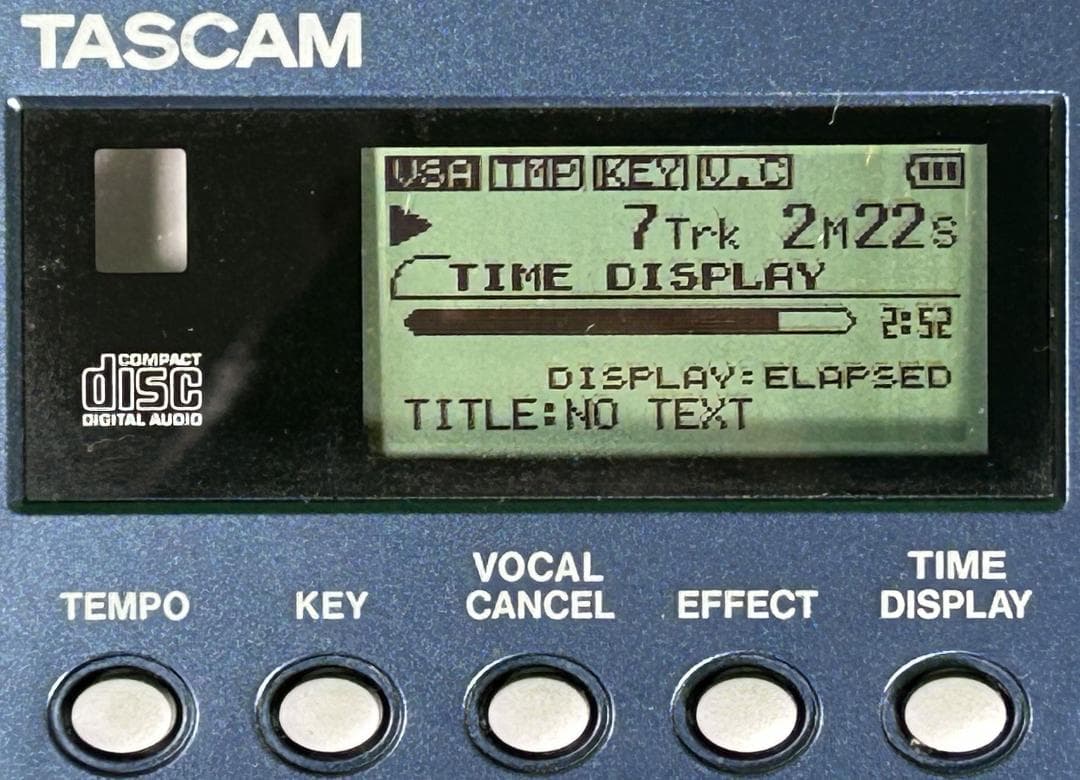 TASCAM
VSA TMP KEY V.C
7Trk 2M22S
TIME DISPLAY
2:52
DISPLAY:ELAPSED
TITLE:NO TEXT
COMPACT
disc
DIGITAL AUDIO
TEMPO
KEY
VOCAL
CANCEL
EFFECT
TIME
DISPLAY